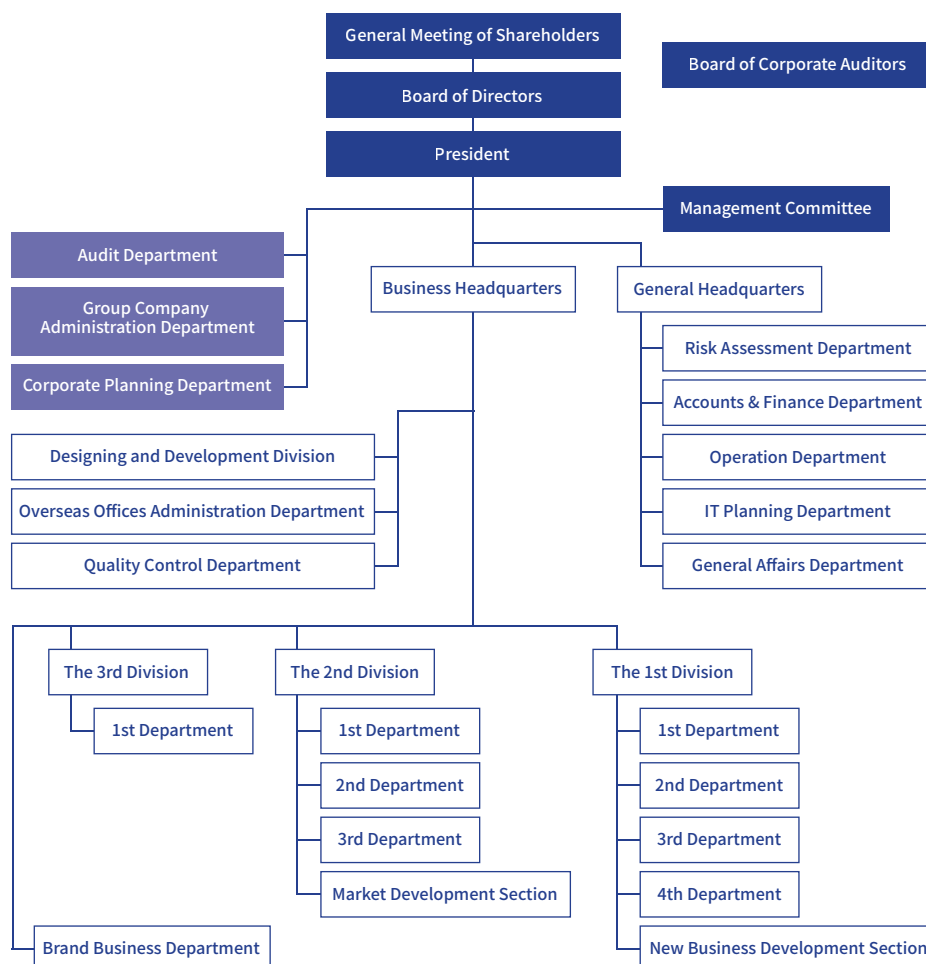 General Meeting of Shareholders
Board of Corporate Auditors
Board of Directors
President
Management Committee
Audit Department
Group Company
Administration Department
Corporate Planning Department
Business Headquarters
General Headquarters
Risk Assessment Department
Accounts & Finance Department
Operation Department
IT Planning Department
General Affairs Department
Designing and Development Division
Overseas Offices Administration Department
Quality Control Department
The 3rd Division
1st Department
The 2nd Division
1st Department
2nd Department
3rd Department
Market Development Section
The 1st Division
1st Department
2nd Department
3rd Department
4th Department
New Business Development Section
Brand Business Department